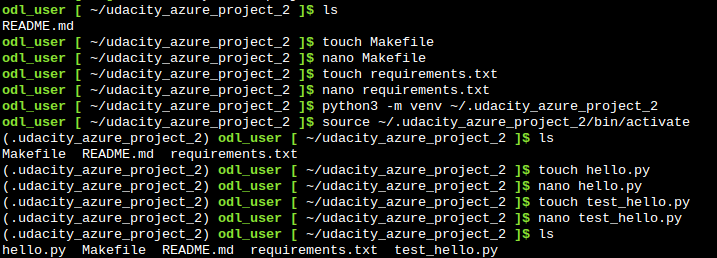 odl_user [ ~/udacity_azure_project_2 ]$ ls
README.md
odl_user [ ~/udacity_azure_project_2 ]$ touch Makefile
odl_user [ ~/udacity_azure_project_2 ]$ nano Makefile
odl_user [ ~/udacity_azure_project_2 ]$ touch requirements.txt
odl_user [ ~/udacity_azure_project_2 ]$ nano requirements.txt
odl_user [ ~/udacity_azure_project_2 ]$ python3 -m venv ~/.udacity_azure_project_2
odl_user [ ~/udacity_azure_project_2 ]$ source ~/.udacity_azure_project_2/bin/activate
(.udacity_azure_project_2) odl_user [ ~/udacity_azure_project_2 ]$ ls
Makefile  README.md  requirements.txt
(.udacity_azure_project_2) odl_user [ ~/udacity_azure_project_2 ]$ touch hello.py
(.udacity_azure_project_2) odl_user [ ~/udacity_azure_project_2 ]$ nano hello.py
(.udacity_azure_project_2) odl_user [ ~/udacity_azure_project_2 ]$ touch test_hello.py
(.udacity_azure_project_2) odl_user [ ~/udacity_azure_project_2 ]$ nano test_hello.py
(.udacity_azure_project_2) odl_user [ ~/udacity_azure_project_2 ]$ ls
hello.py  Makefile  README.md  requirements.txt  test_hello.py